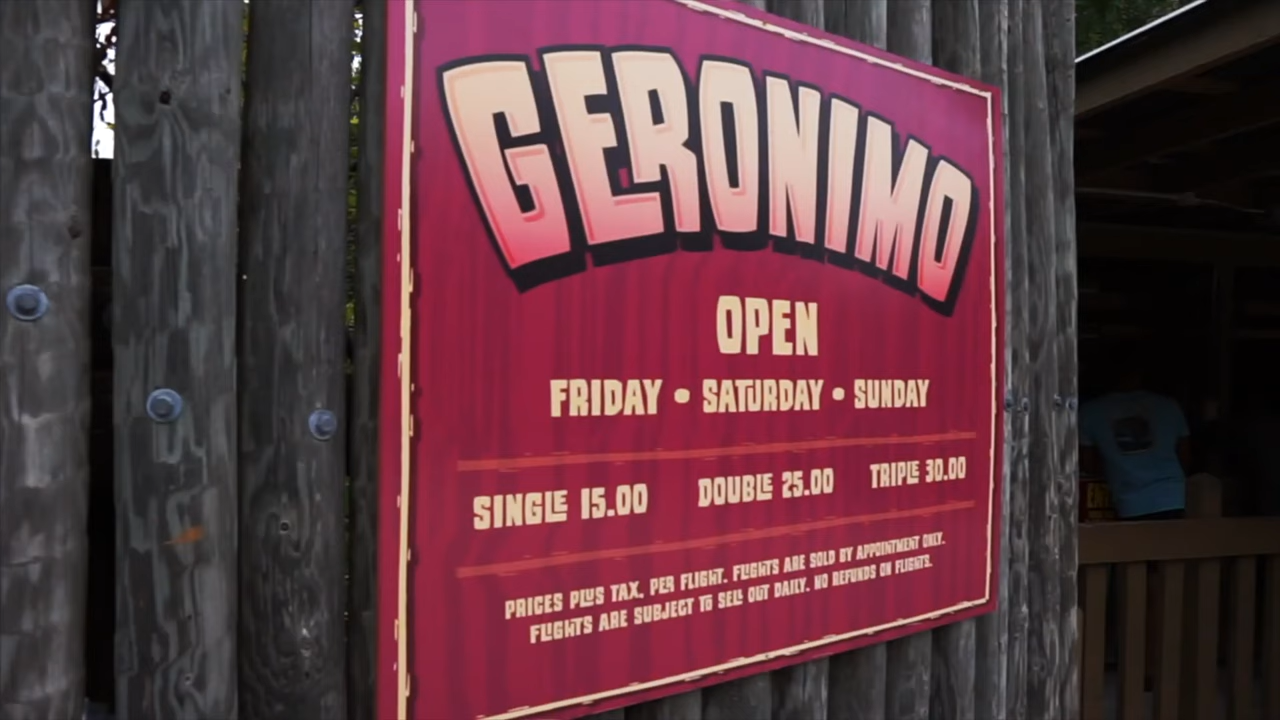 GERONIMO
OPEN
FRIDAY • SATURDAY • SUNDAY
SINGLE 15.00 DOUBLE 25.00 TRIPLE 30.00
PRICES PLUS TAX, PER FLIGHT. FLIGHTS ARE SOLD BY APPOINTMENT ONLY.
FLIGHTS ARE SUBJECT TO SELL OUT DAILY. NO REFUNDS ON FLIGHTS.